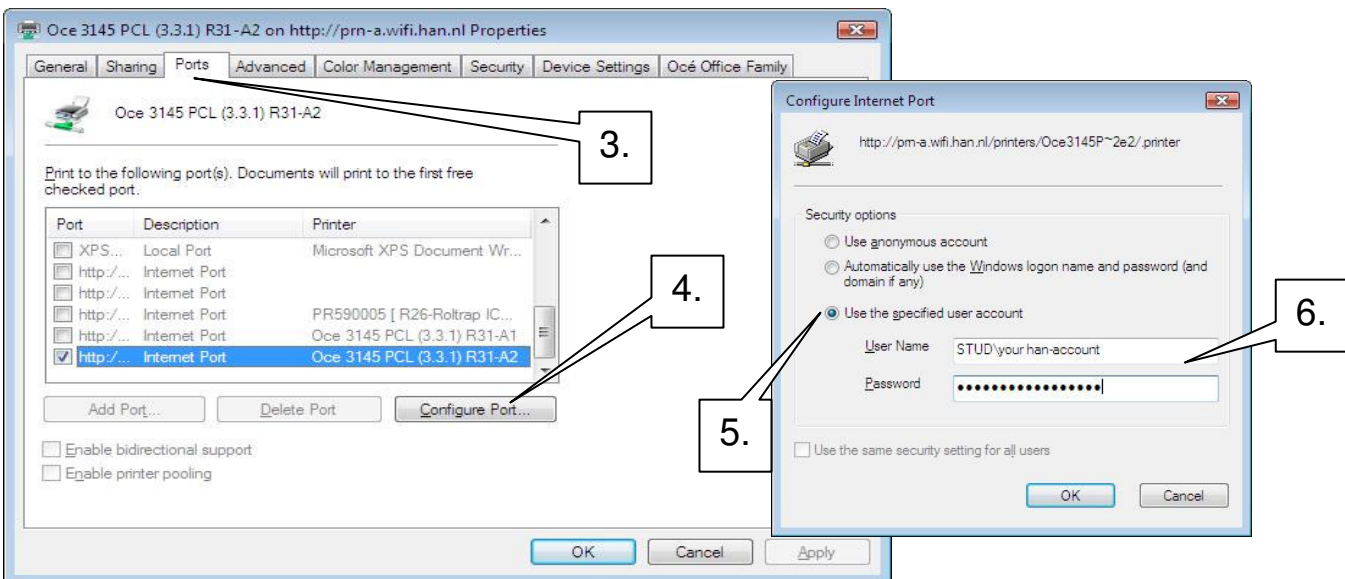 Oce 3145 PCL (3.3.1) R31-A2 on http://prn-a.wifi.han.nl Properties
General Sharing Ports Advanced Color Management Security Device Settings Océ Office Family
Oce 3145 PCL (3.3.1) R31-A2
3.
Print to the following port(s). Documents will print to the first free
checked port.
Port Description Printer
XPS... Local Port Microsoft XPS Document Wr...
http:/... Internet Port
http:/... Internet Port
http:/... Internet Port PR590005 [ R26-Roltrap IC...
http:/... Internet Port Oce 3145 PCL (3.3.1) R31-A1
http:/... Internet Port Oce 3145 PCL (3.3.1) R31-A2
4.
Add Port... Delete Port Configure Port...
Enable bidirectional support
Enable printer pooling
OK Cancel Apply
Configure Internet Port
http://prn-a.wifi.han.nl/printers/Oce3145P~2e2/.printer
Security options
Use anonymous account
Automatically use the Windows logon name and password (and
domain if any)
Use the specified user account
User Name STUD\your han-account
Password
5.
6.
Use the same security setting for all users
OK Cancel